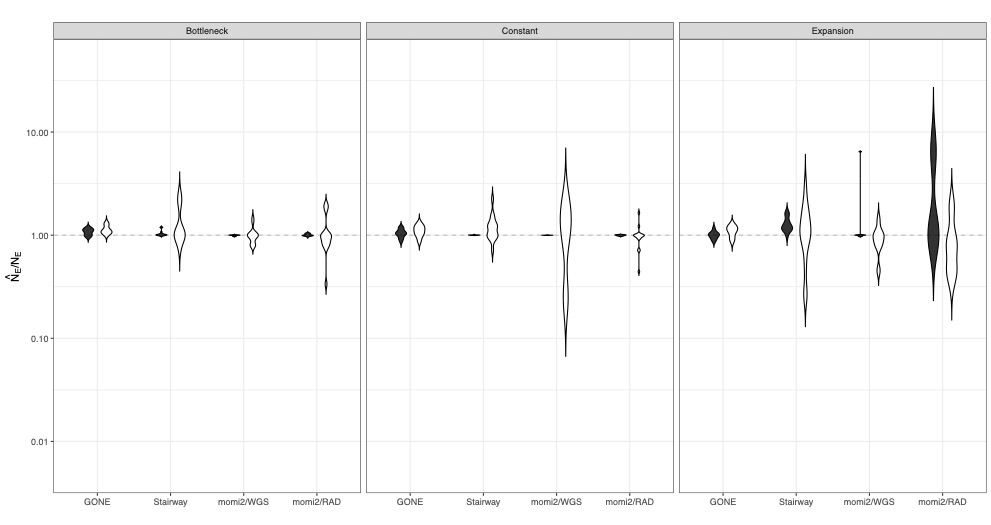 Bottleneck Constant Expansion
10.00
1.00
0.10
0.01
N̂E/NE
GONE Stairway momi2/WGS momi2/RAD GONE Stairway momi2/WGS momi2/RAD GONE Stairway momi2/WGS momi2/RAD